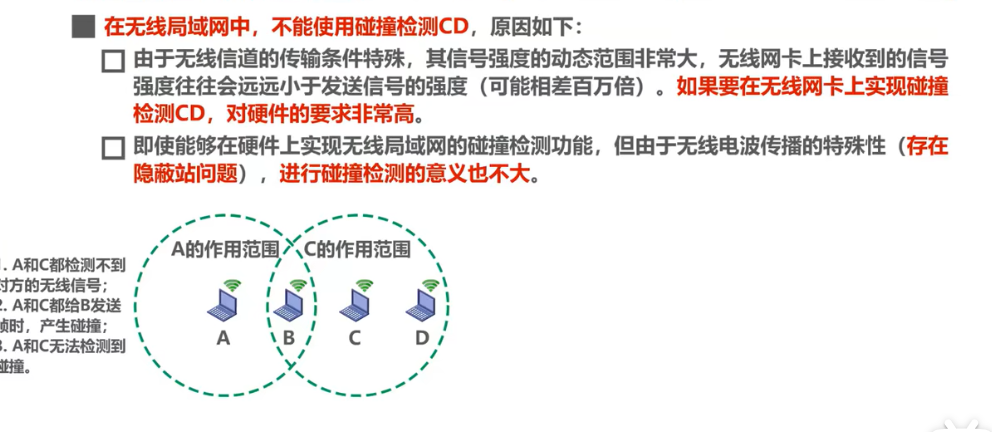 在无线局域网中，不能使用碰撞检测CD，原因如下：
由于无线信道的传输条件特殊，其信号强度的动态范围非常大，无线网卡上接收到的信号
强度往往会远远小于发送信号的强度（可能相差百万倍）。如果要在无线网卡上实现碰撞
检测CD，对硬件的要求非常高。
即使能够在硬件上实现无线局域网的碰撞检测功能，但由于无线电波传播的特殊性（存在
隐蔽站问题），进行碰撞检测的意义也不大。
A的作用范围
C的作用范围
1. A和C都检测不到
对方的无线信号；
2. A和C都给B发送
帧时，产生碰撞；
3. A和C无法检测到
碰撞。
A
B
C
D